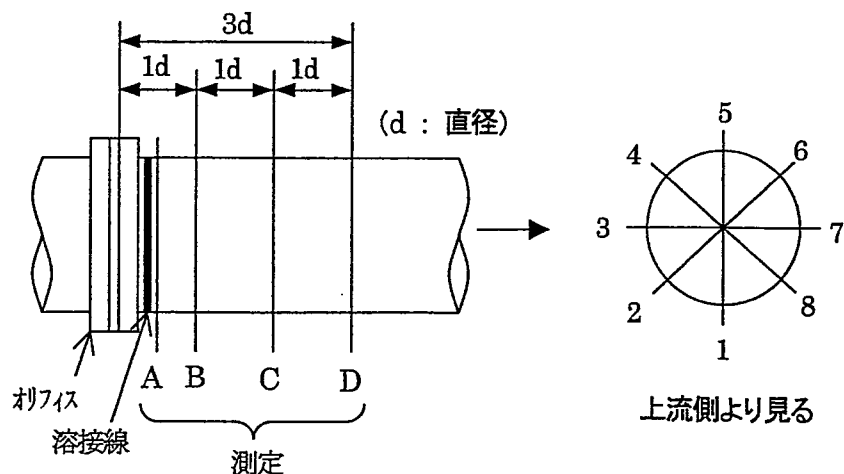 3d
1d 1d 1d
(d : 直径)
A B C D
オリフィス
溶接線
測定
5
4 6
3 7
2 8
1
上流側より見る